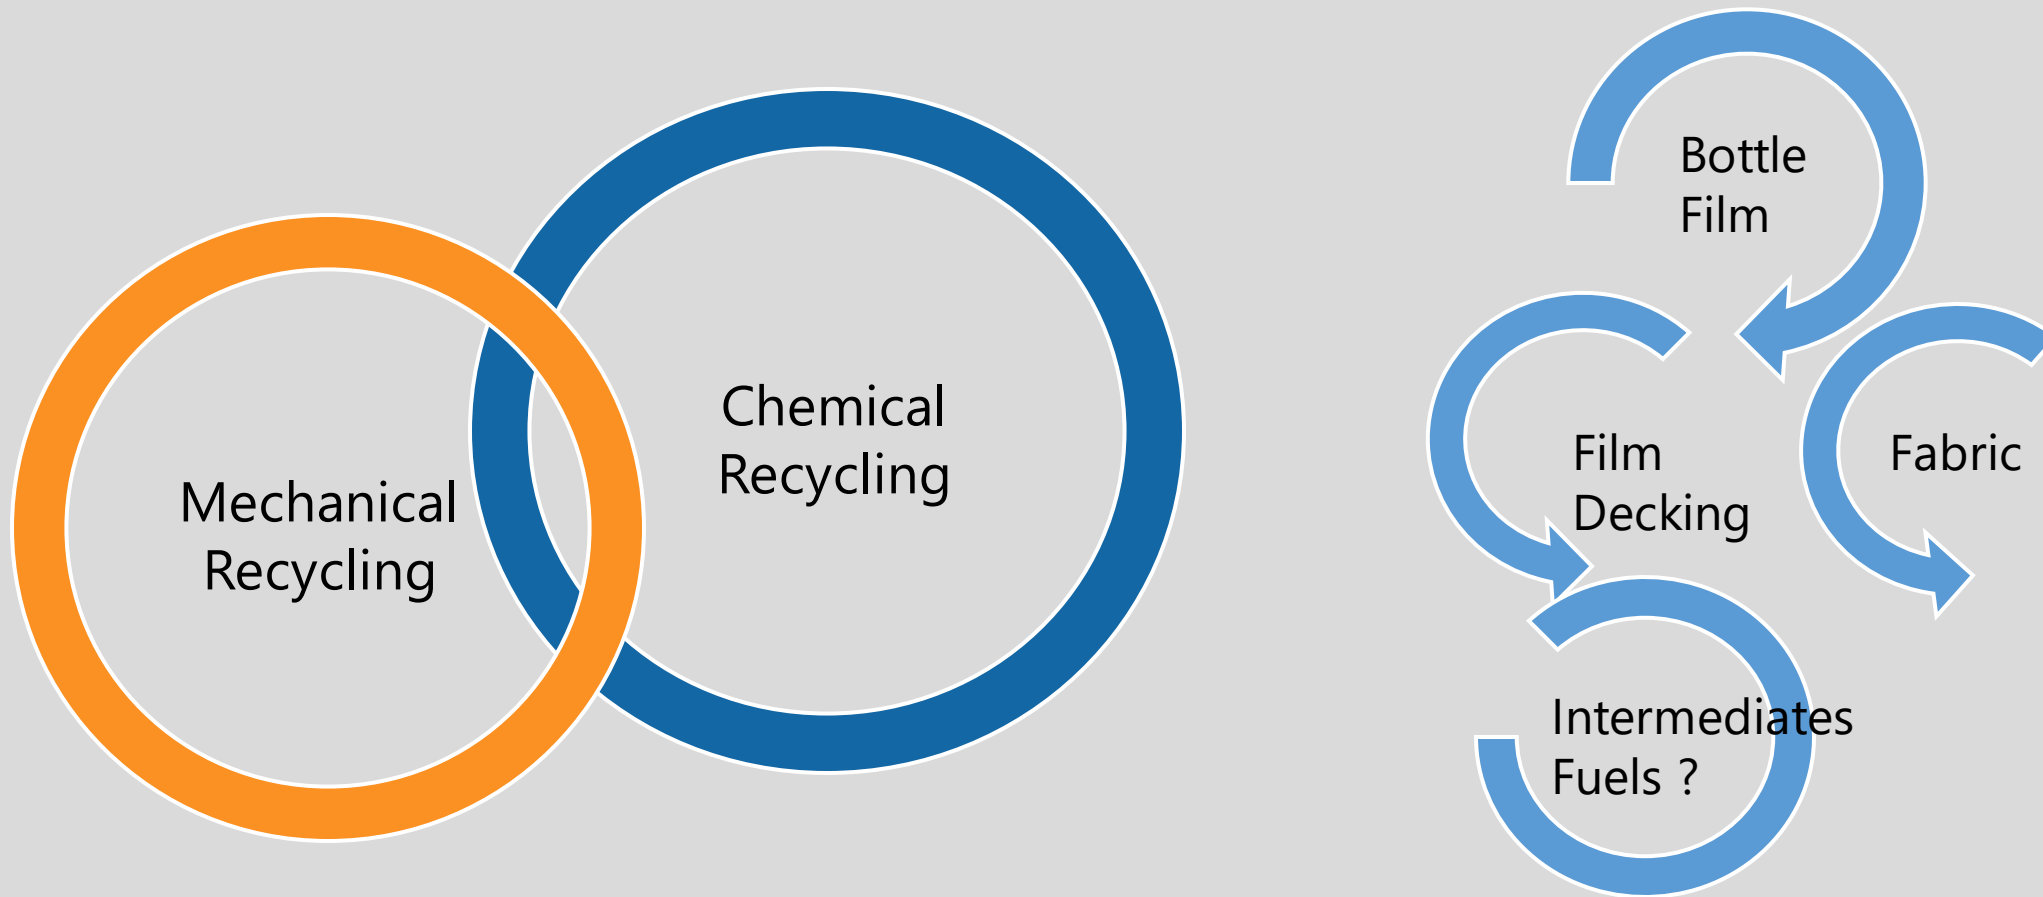 Mechanical
Recycling
Chemical
Recycling
Bottle
Film
Film
Decking
Fabric
Intermediates
Fuels ?